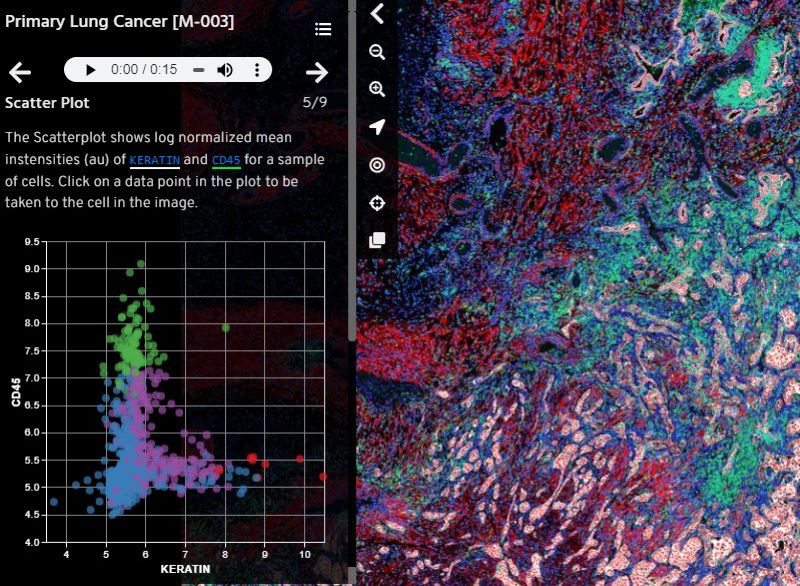 Primary Lung Cancer [M-003]
0:00 / 0:15
Scatter Plot 5/9
The Scatterplot shows log normalized mean
instensities (au) of KERATIN and CD45 for a sample
of cells. Click on a data point in the plot to be
taken to the cell in the image.
9.5
9.0
8.5
8.0
7.5
7.0
6.5
6.0
5.5
5.0
4.5
4.0
CD45
4 5 6 7 8 9 10
KERATIN